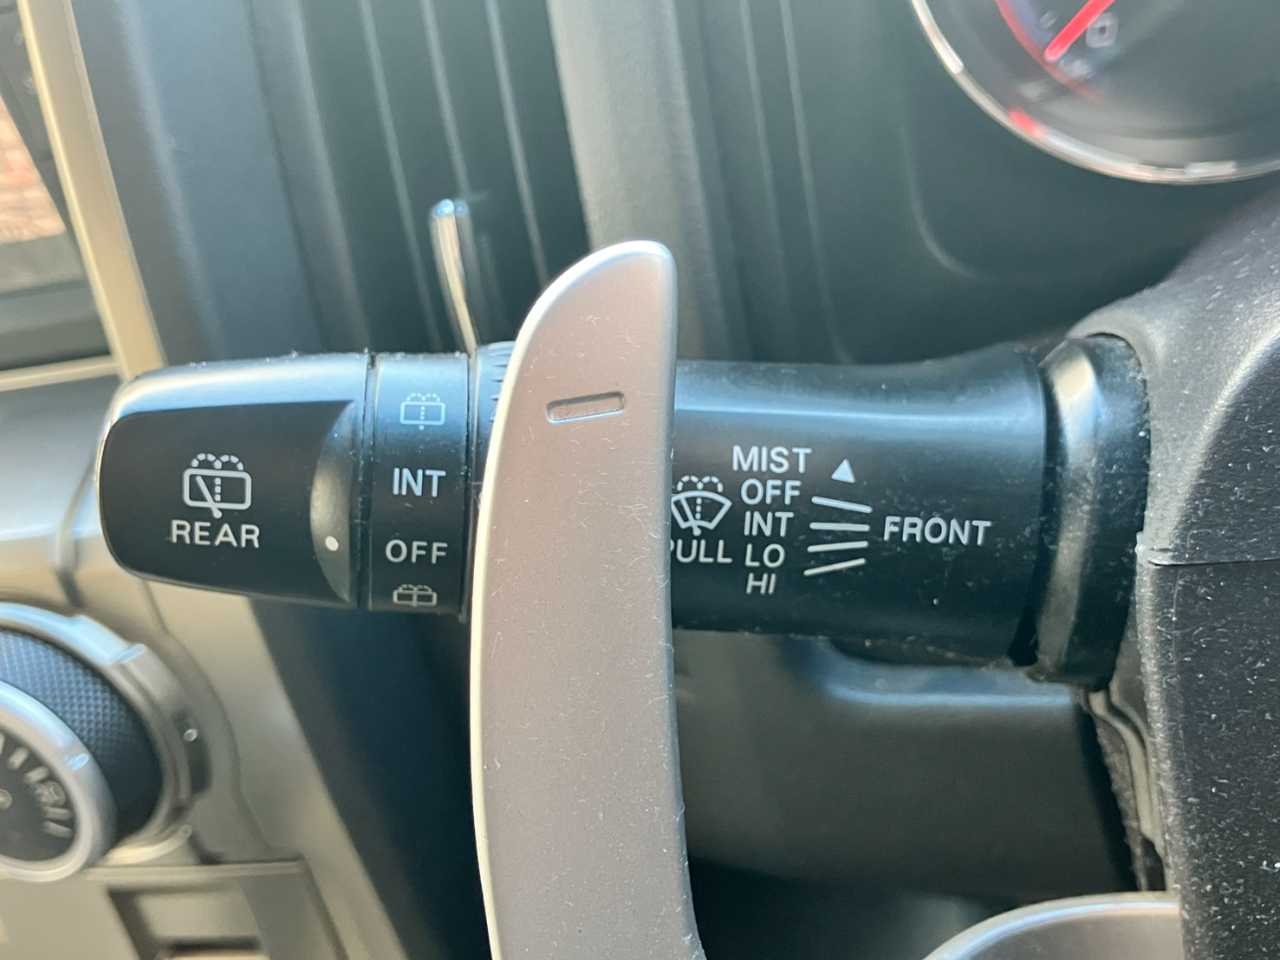 REAR
INT
OFF
PULL
MIST
OFF
INT
LO
HI
FRONT